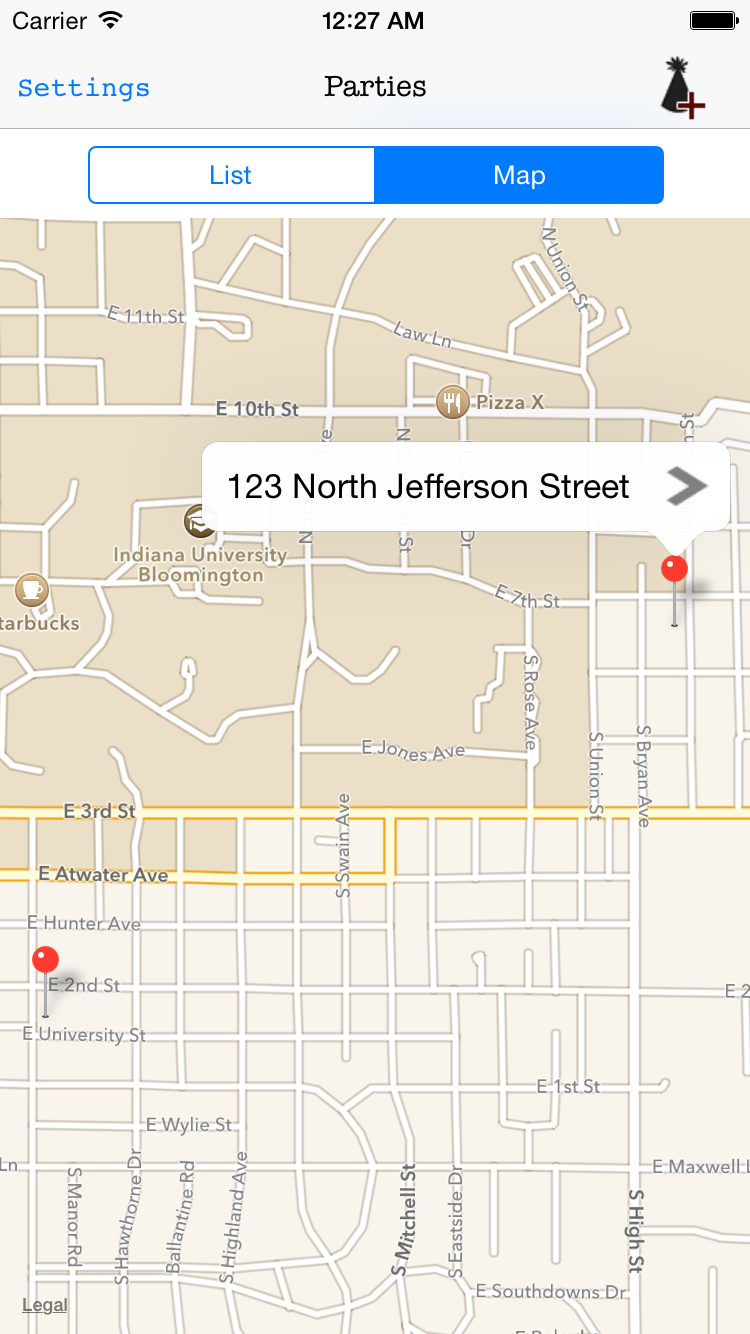 Carrier 12:27 AM
Settings Parties
List Map
N Union St
E 11th St
Law Ln
E 10th St
Pizza X
123 North Jefferson Street
Indiana University
Bloomington
E 7th St
tarbucks
S Rose Ave
E Jones Ave
S Union St
S Bryan Ave
E 3rd St
S Swain Ave
E Atwater Ave
E Hunter Ave
E 2nd St
E 2
E University St
E 1st St
E Wylie St
Ln
E Maxwell L
S Manor Rd
S Hawthorne Dr
Ballantine Rd
S Highland Ave
S Mitchell St
S Eastside Dr
S High St
E Southdowns Dr
Legal